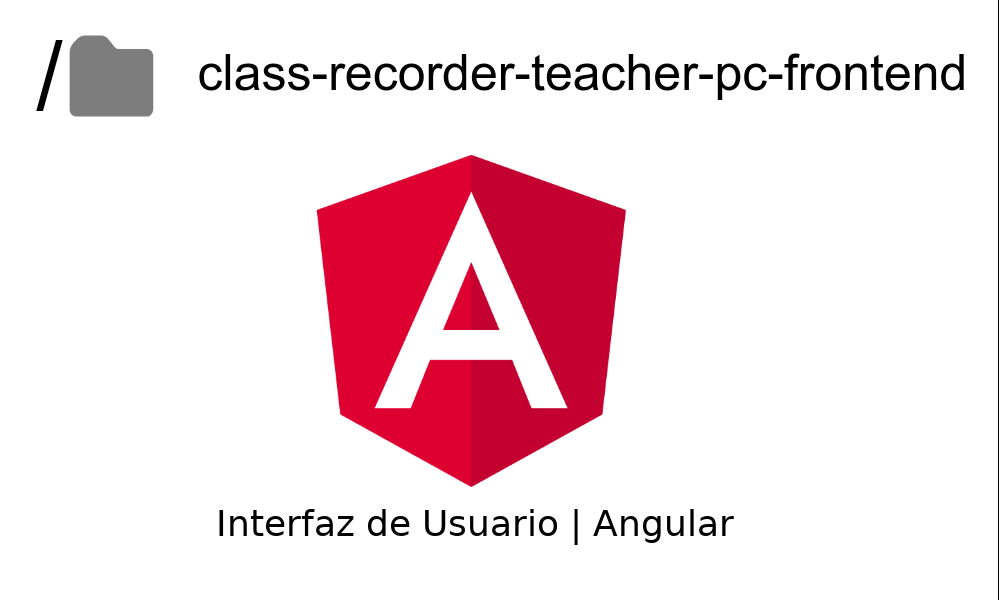 / class-recorder-teacher-pc-frontend
A
Interfaz de Usuario | Angular